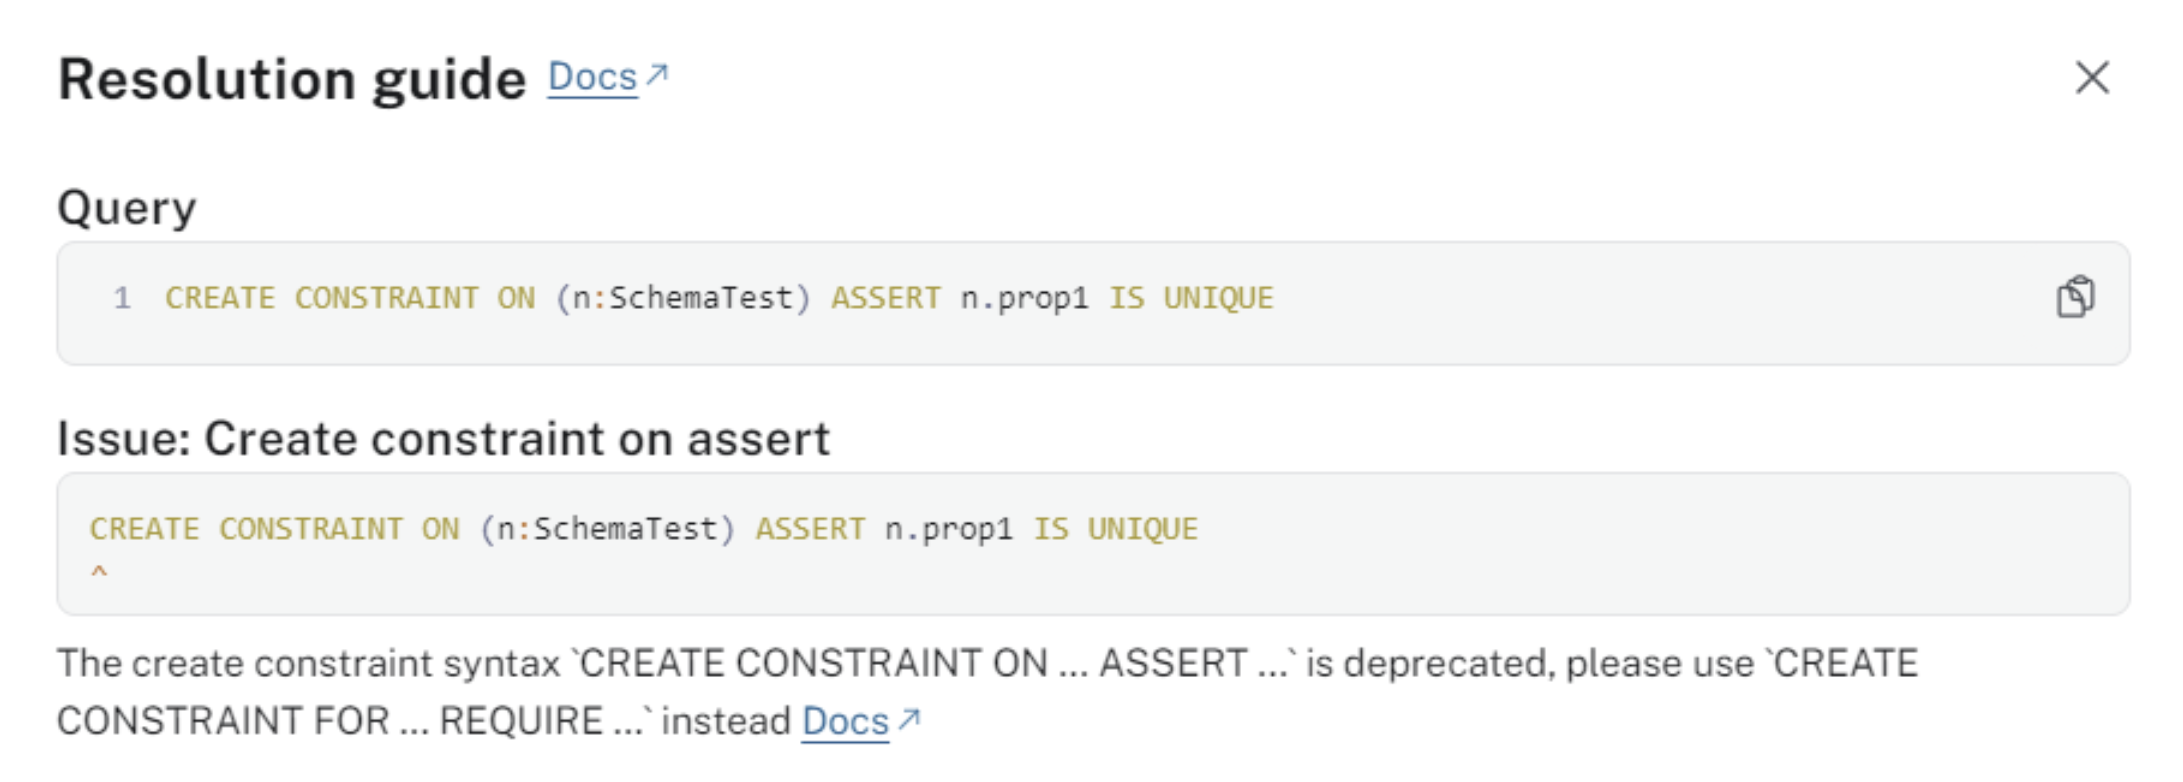 Resolution guide Docs↗
Query
1 CREATE CONSTRAINT ON (n:SchemaTest) ASSERT n.prop1 IS UNIQUE
Issue: Create constraint on assert
CREATE CONSTRAINT ON (n:SchemaTest) ASSERT n.prop1 IS UNIQUE
^
The create constraint syntax `CREATE CONSTRAINT ON ... ASSERT ...` is deprecated, please use `CREATE
CONSTRAINT FOR ... REQUIRE ...` instead Docs↗